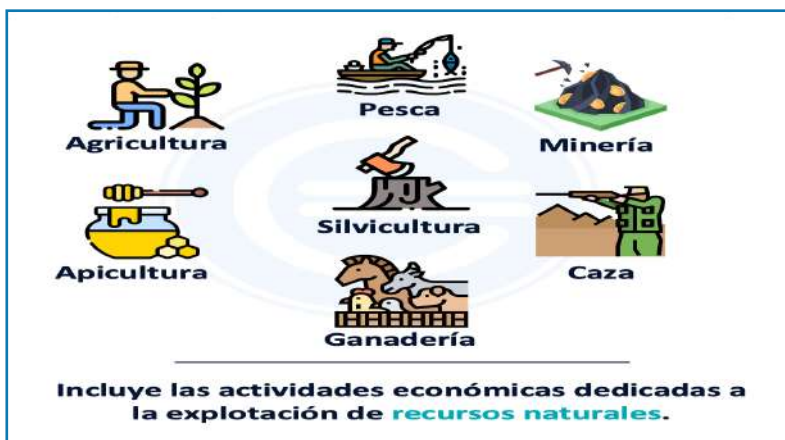 Agricultura
Pesca
Minería
Apicultura
Silvicultura
Caza
Ganadería
Incluye las actividades económicas dedicadas a
la explotación de recursos naturales.